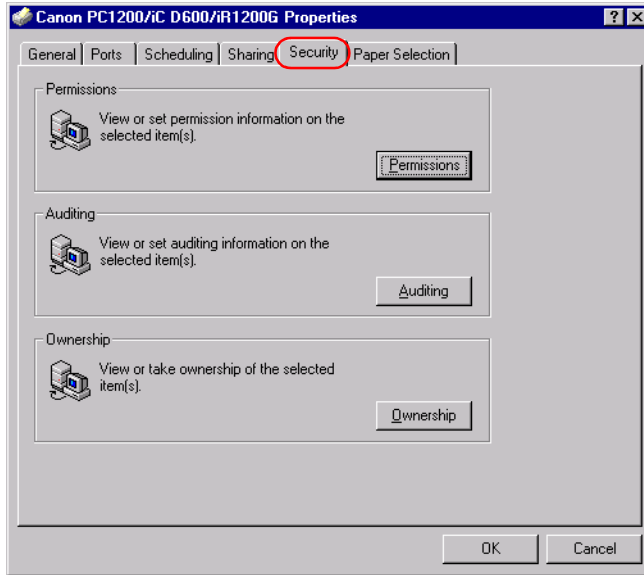 Canon PC1200/iC D600/iR1200G Properties
General Ports Scheduling Sharing Security Paper Selection
Permissions
View or set permission information on the
selected item(s).
Permissions
Auditing
View or set auditing information on the
selected item(s).
Auditing
Ownership
View or take ownership of the selected
item(s).
Ownership
OK Cancel